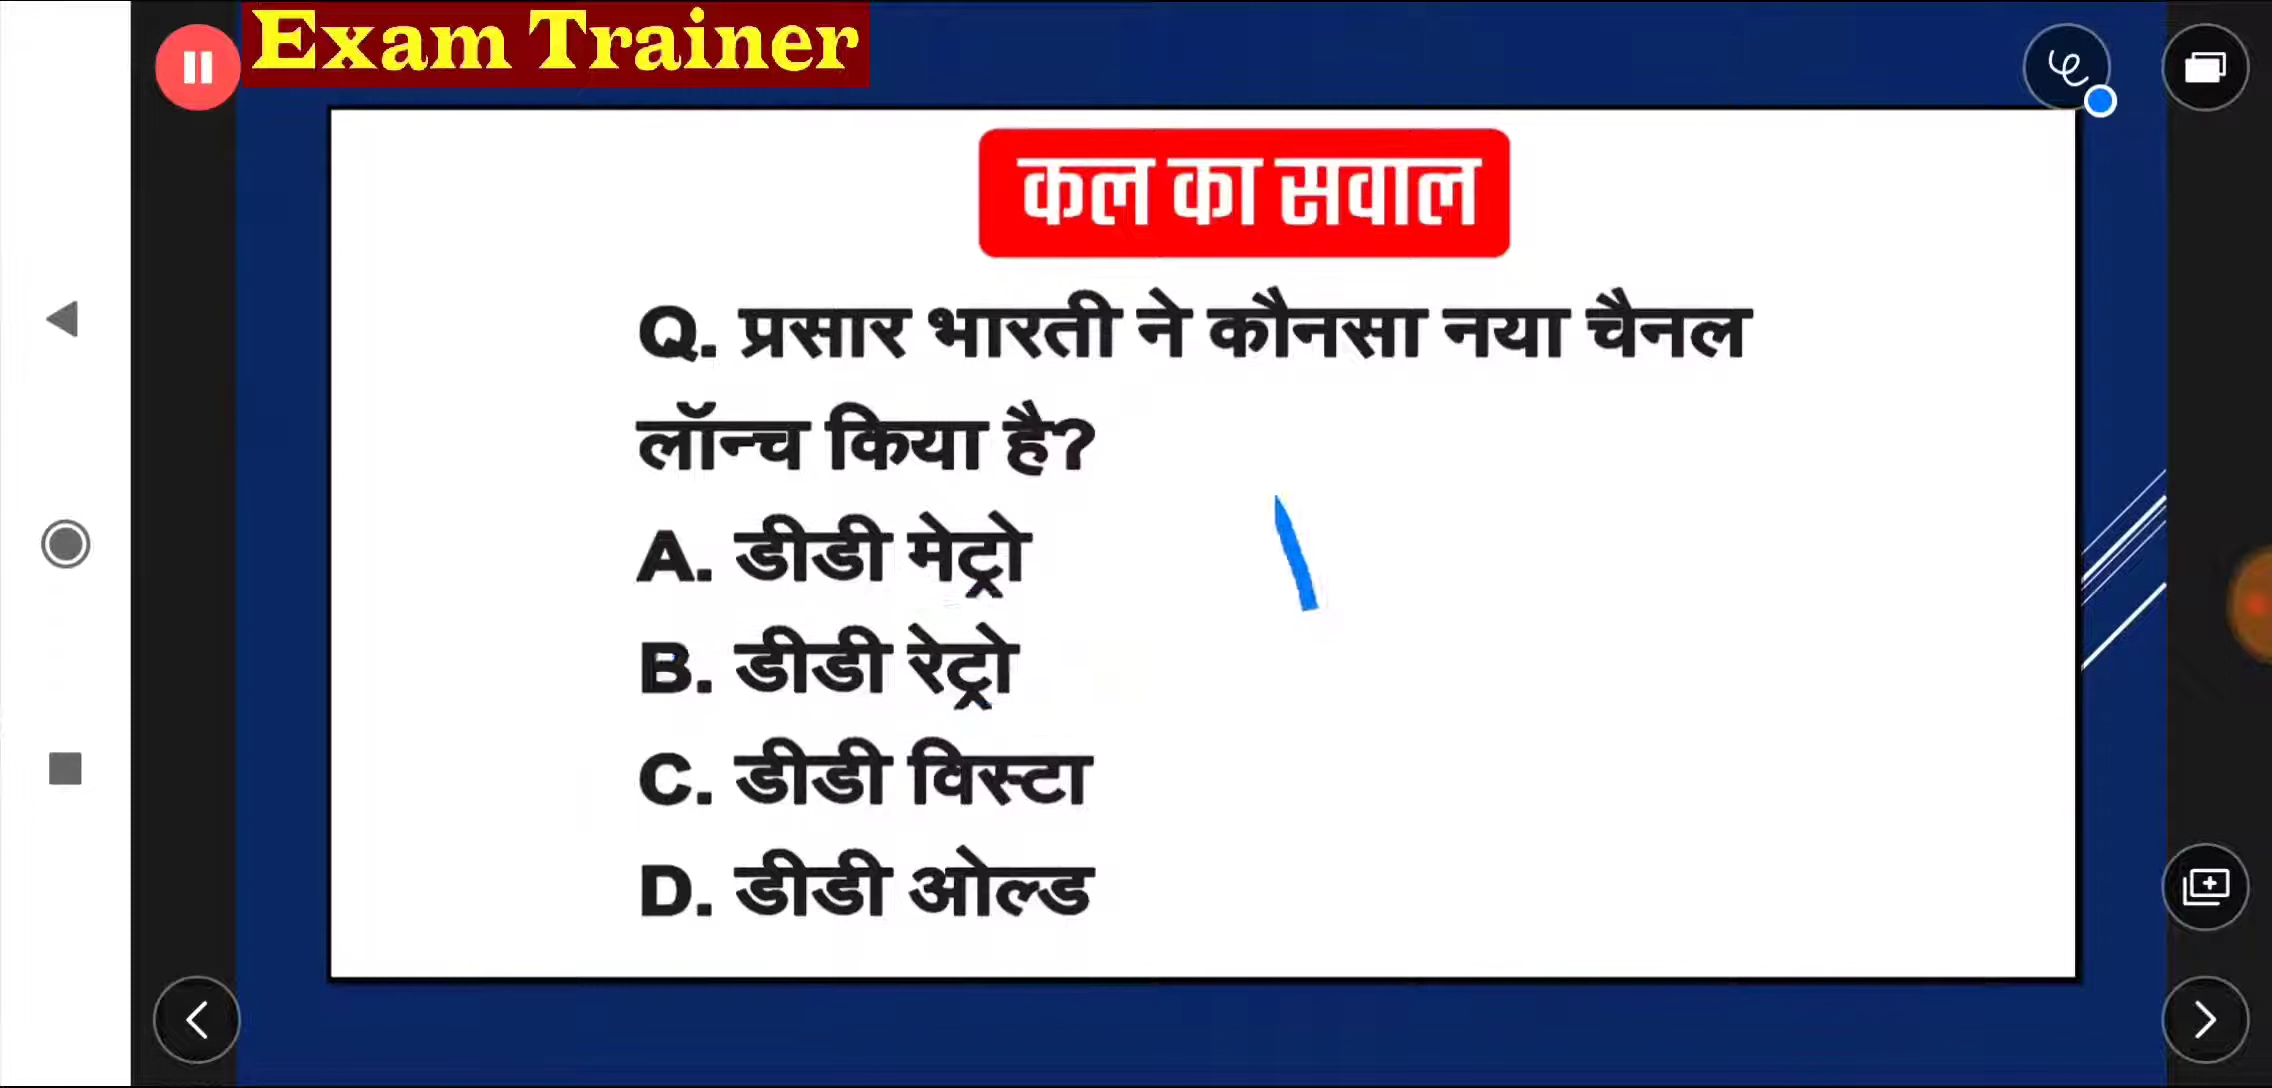 Exam Trainer
कल का सवाल
Q. प्रसार भारती ने कौनसा नया चैनल
लॉन्च किया है?
A. डीडी मेट्रो
B. डीडी रेट्रो
C. डीडी विस्टा
D. डीडी ओल्ड